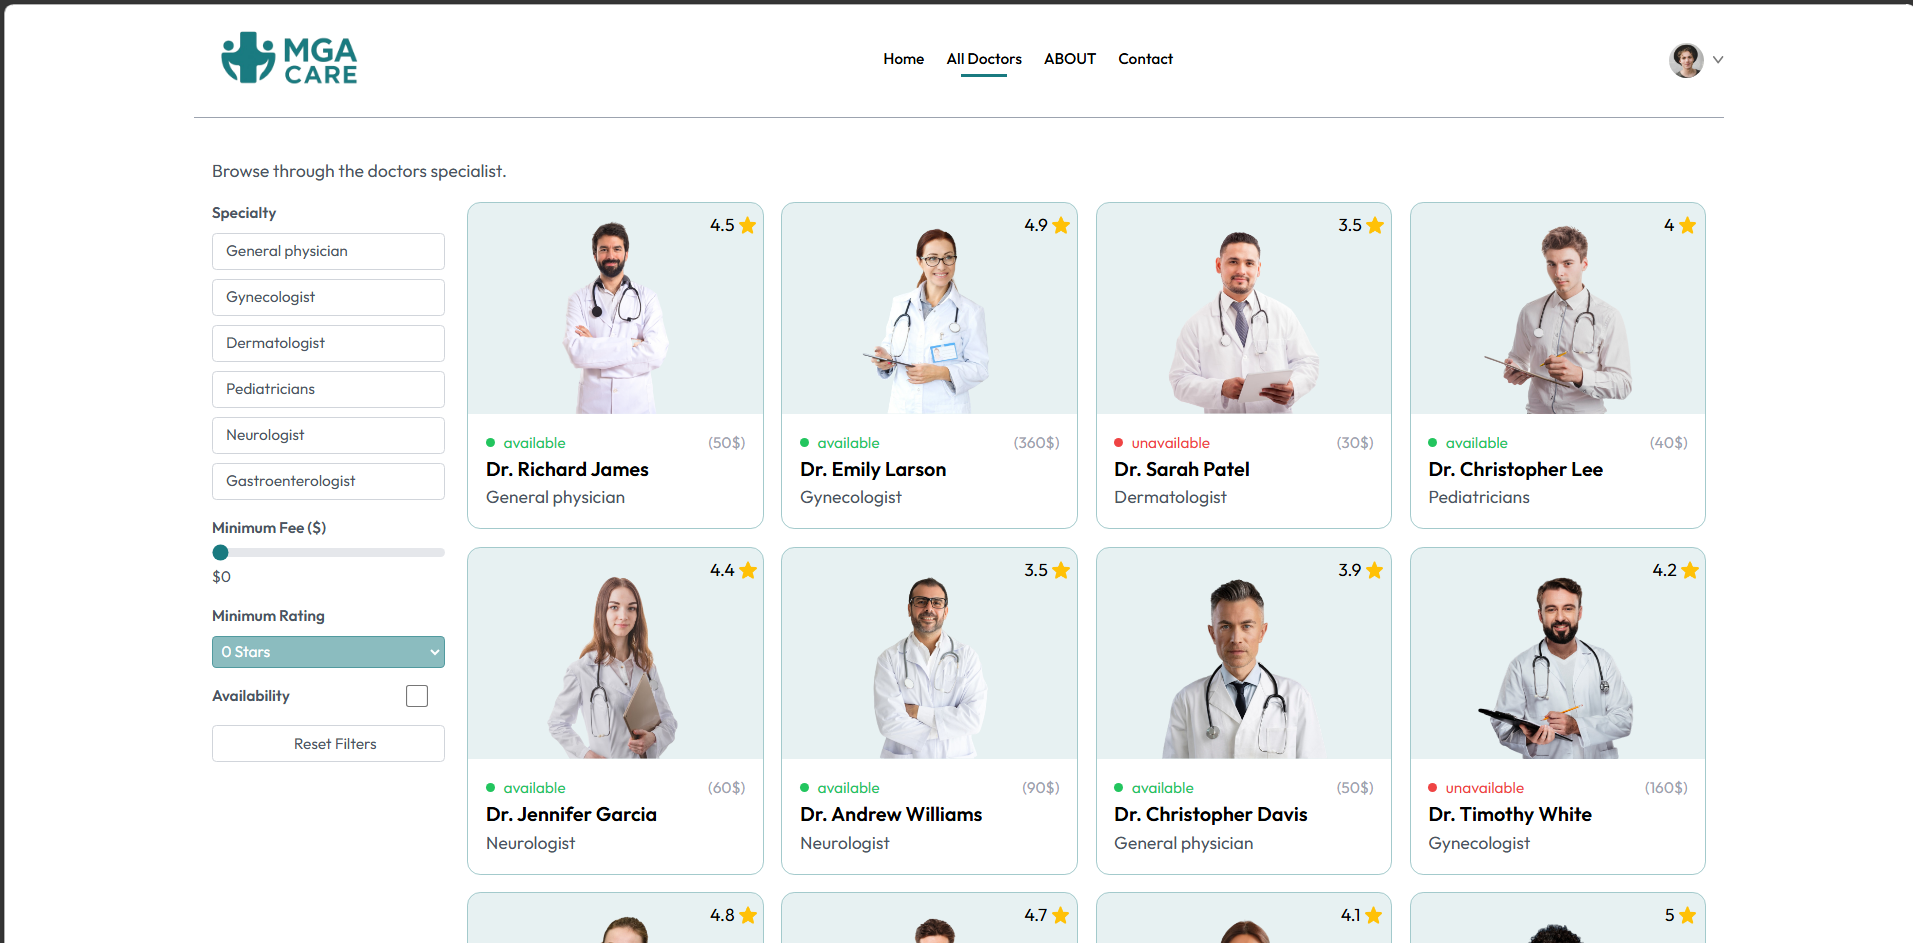 MGA
CARE
Home
All Doctors
ABOUT
Contact
Browse through the doctors specialist.
Specialty
General physician
Gynecologist
Dermatologist
Pediatricians
Neurologist
Gastroenterologist
Minimum Fee ($)
$0
Minimum Rating
0 Stars
Availability
Reset Filters
4.5
available (50$)
Dr. Richard James
General physician
4.9
available (360$)
Dr. Emily Larson
Gynecologist
3.5
unavailable (30$)
Dr. Sarah Patel
Dermatologist
4
available (40$)
Dr. Christopher Lee
Pediatricians
4.4
available (60$)
Dr. Jennifer Garcia
Neurologist
3.5
available (90$)
Dr. Andrew Williams
Neurologist
3.9
available (50$)
Dr. Christopher Davis
General physician
4.2
unavailable (160$)
Dr. Timothy White
Gynecologist
4.8
4.7
4.1
5